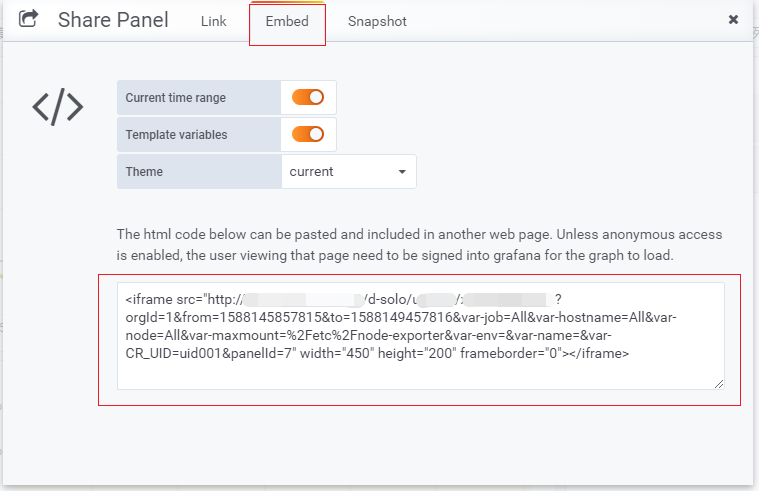 Share Panel Link Embed Snapshot
Current time range
Template variables
Theme current
The html code below can be pasted and included in another web page. Unless anonymous access
is enabled, the user viewing that page need to be signed into grafana for the graph to load.
<iframe src="http:/ /d-solo/u /: ?
orgId=1&from=1588145857815&to=1588149457816&var-job=All&var-hostname=All&var-
node=All&var-maxmount=%2Fetc%2Fnode-exporter&var-env=&var-name=&var-
CR_UID=uid001&panelId=7" width="450" height="200" frameborder="0"></iframe>